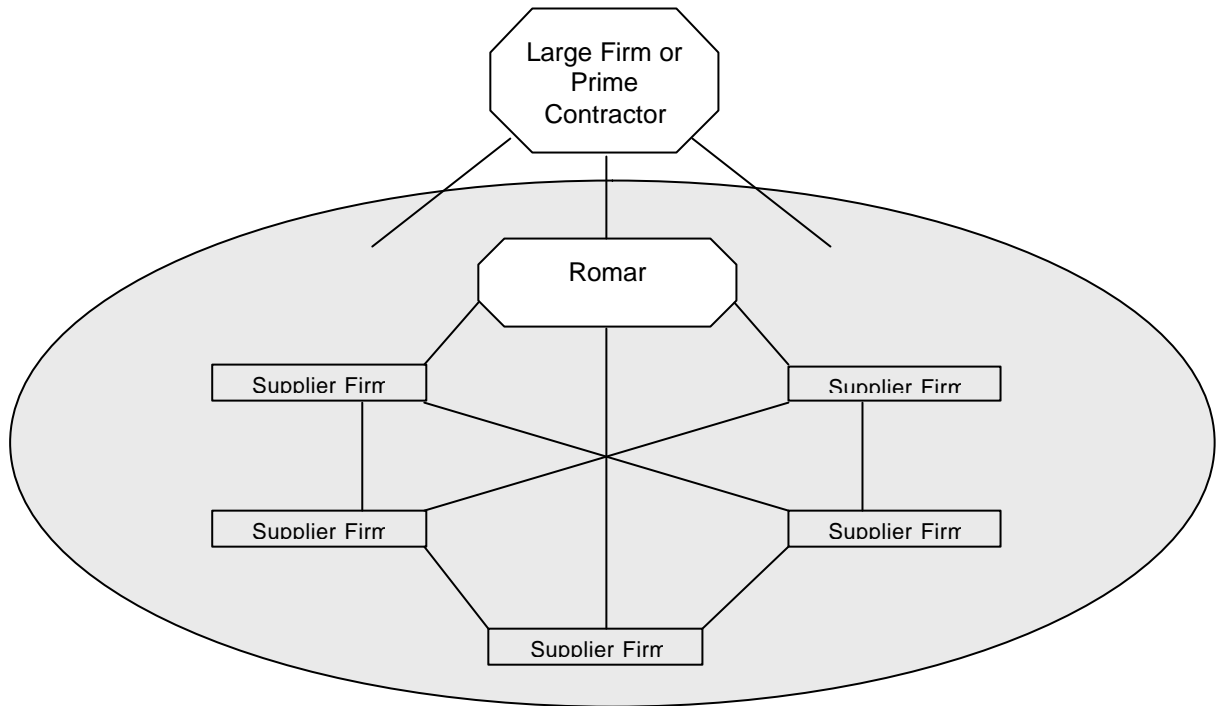 Large Firm or
Prime
Contractor
Romar
Supplier Firm
Supplier Firm
Supplier Firm
Supplier Firm
Supplier Firm